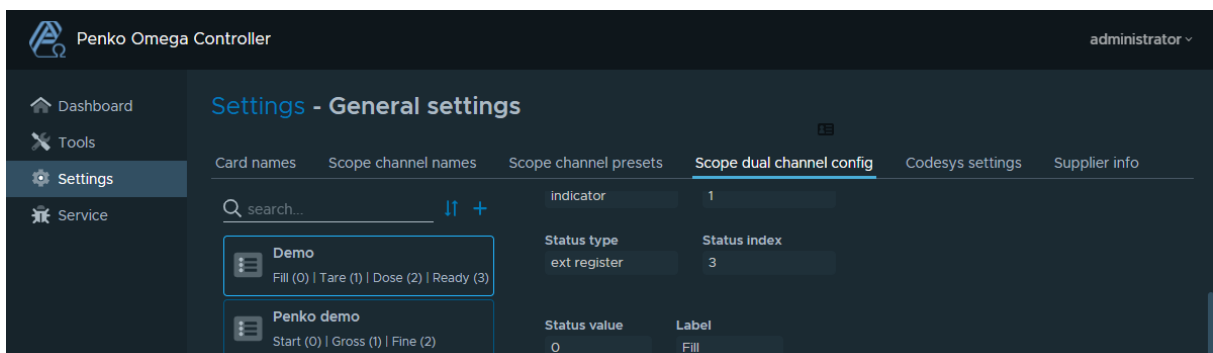 Penko Omega Controller
administrator
Dashboard
Tools
Settings
Service
Settings - General settings
Card names Scope channel names Scope channel presets Scope dual channel config Codesys settings Supplier info
search...
Demo
Fill (0) | Tare (1) | Dose (2) | Ready (3)
Penko demo
Start (0) | Gross (1) | Fine (2)
indicator 1
Status type Status index
ext register 3
Status value Label
0 Fill